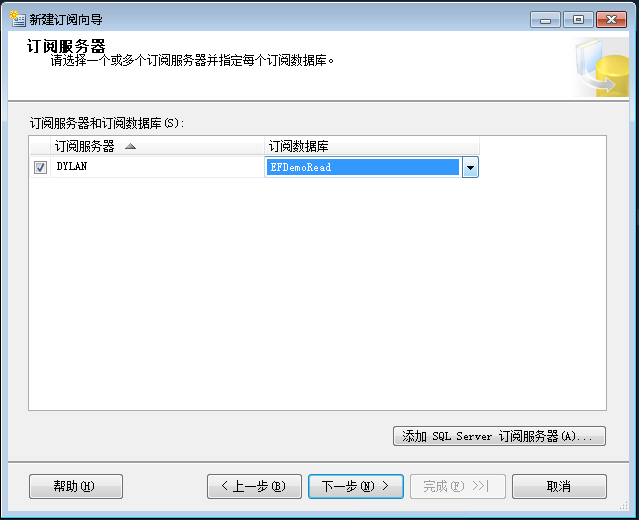 新建订阅向导
订阅服务器
请选择一个或多个订阅服务器并指定每个订阅数据库。
订阅服务器和订阅数据库(S):
订阅服务器 订阅数据库
DYLAN EFDemoRead
添加 SQL Server 订阅服务器(A)...
帮助(H) < 上一步(B) 下一步(N) > 完成(F) >>| 取消